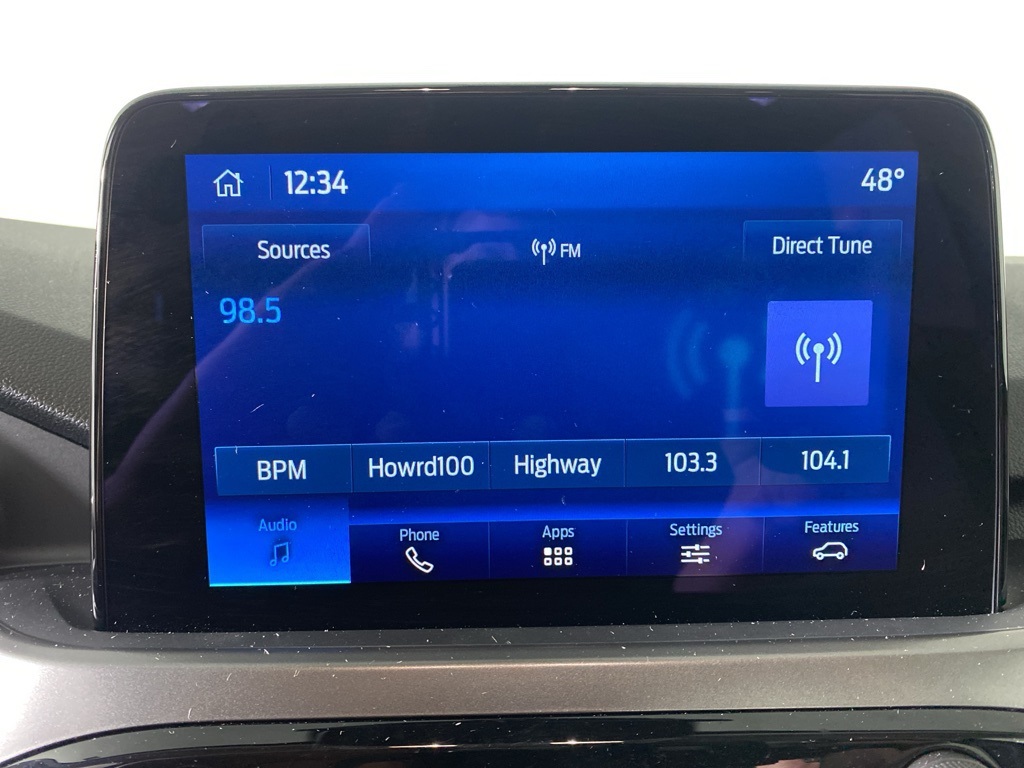 12:34 48°
Sources FM Direct Tune
98.5
BPM Howrd100 Highway 103.3 104.1
Audio Phone Apps Settings Features